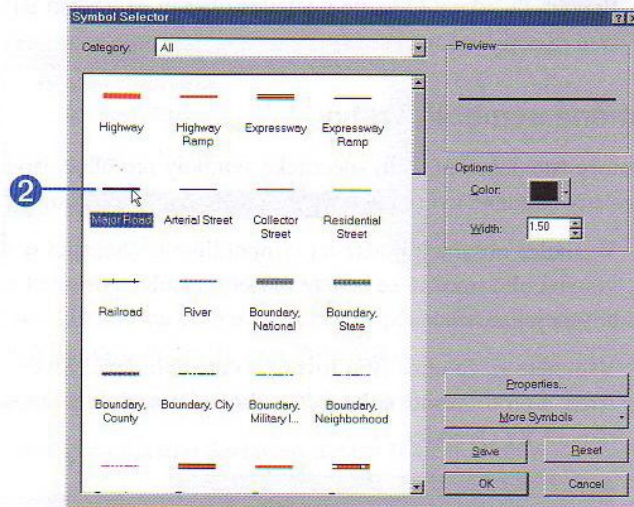 Symbol Selector
Category: All
Preview
Highway
Highway Ramp
Expressway
Expressway Ramp
Options
Color:
2
Major Road
Arterial Street
Collector Street
Residential Street
Width: 1.50
Railroad
River
Boundary, National
Boundary, State
Boundary, County
Boundary, City
Boundary, Military I...
Boundary, Neighborhood
Properties...
More Symbols
Save
Reset
OK
Cancel